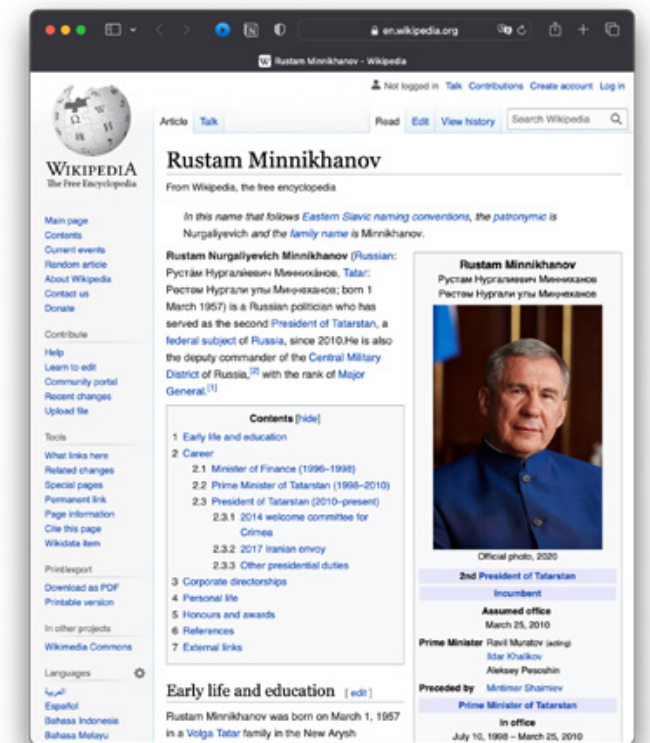 en.wikipedia.org
Rustam Minnikhanov – Wikipedia
Not logged in Talk Contributions Create account Log in
Article Talk Read Edit View history Search Wikipedia
WIKIPEDIA
The Free Encyclopedia
Main page
Contents
Current events
Random article
About Wikipedia
Contact us
Donate
Contribute
Help
Learn to edit
Community portal
Recent changes
Upload file
Tools
What links here
Related changes
Special pages
Permanent link
Page information
Cite this page
Wikidata item
Print/export
Download as PDF
Printable version
In other projects
Wikimedia Commons
Languages
العربية
Español
Bahasa Indonesia
Bahasa Melayu
Rustam Minnikhanov
From Wikipedia, the free encyclopedia
In this name that follows Eastern Slavic naming conventions, the patronymic is
Nurgaliyevich and the family name is Minnikhanov.
Rustam Nurgaliyevich Minnikhanov (Russian:
Руста́м Нургали́евич Миннниха́нов, Tatar:
Рөстәм Нургали улы Миңнеханов; born 1
March 1957) is a Russian politician who has
served as the second President of Tatarstan, a
federal subject of Russia, since 2010.He is also
the deputy commander of the Central Military
District of Russia,[2] with the rank of Major
General.[1]
Contents [hide]
1 Early life and education
2 Career
2.1 Minister of Finance (1996–1998)
2.2 Prime Minister of Tatarstan (1998–2010)
2.3 President of Tatarstan (2010–present)
2.3.1 2014 welcome committee for
Crimea
2.3.2 2017 Iranian envoy
2.3.3 Other presidential duties
3 Corporate directorships
4 Personal life
5 Honours and awards
6 References
7 External links
Early life and education [ edit ]
Rustam Minnikhanov was born on March 1, 1957
in a Volga Tatar family in the New Arysh
Rustam Minnikhanov
Рустам Нургалиевич Минниханов
Рөстәм Нургали улы Миңнеханов
Official photo, 2020
2nd President of Tatarstan
Incumbent
Assumed office
March 25, 2010
Prime Minister Ravil Muratov (acting)
Ildar Khalikov
Aleksey Pesoshin
Preceded by Mintimer Shaimiev
Prime Minister of Tatarstan
In office
July 10, 1998 – March 25, 2010